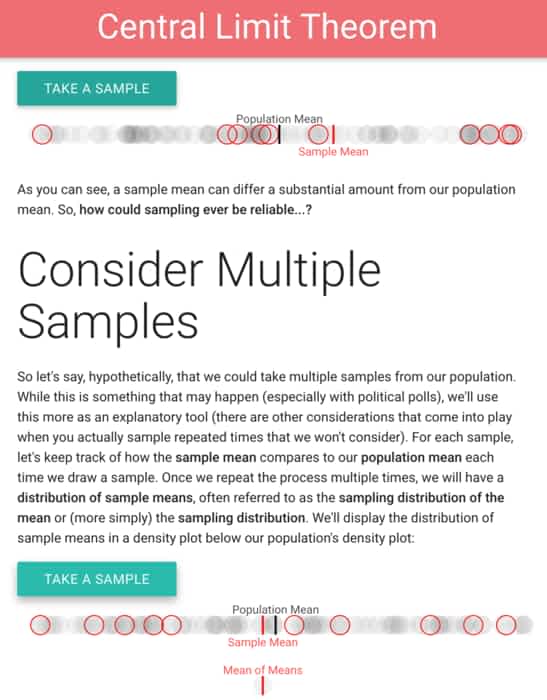 Central Limit Theorem
TAKE A SAMPLE
Population Mean
Sample Mean
As you can see, a sample mean can differ a substantial amount from our population
mean. So, how could sampling ever be reliable...?
Consider Multiple
Samples
So let's say, hypothetically, that we could take multiple samples from our population.
While this is something that may happen (especially with political polls), we'll use
this more as an explanatory tool (there are other considerations that come into play
when you actually sample repeated times that we won't consider). For each sample,
let's keep track of how the sample mean compares to our population mean each
time we draw a sample. Once we repeat the process multiple times, we will have a
distribution of sample means, often referred to as the sampling distribution of the
mean or (more simply) the sampling distribution. We'll display the distribution of
sample means in a density plot below our population's density plot:
TAKE A SAMPLE
Population Mean
Sample Mean
Mean of Means